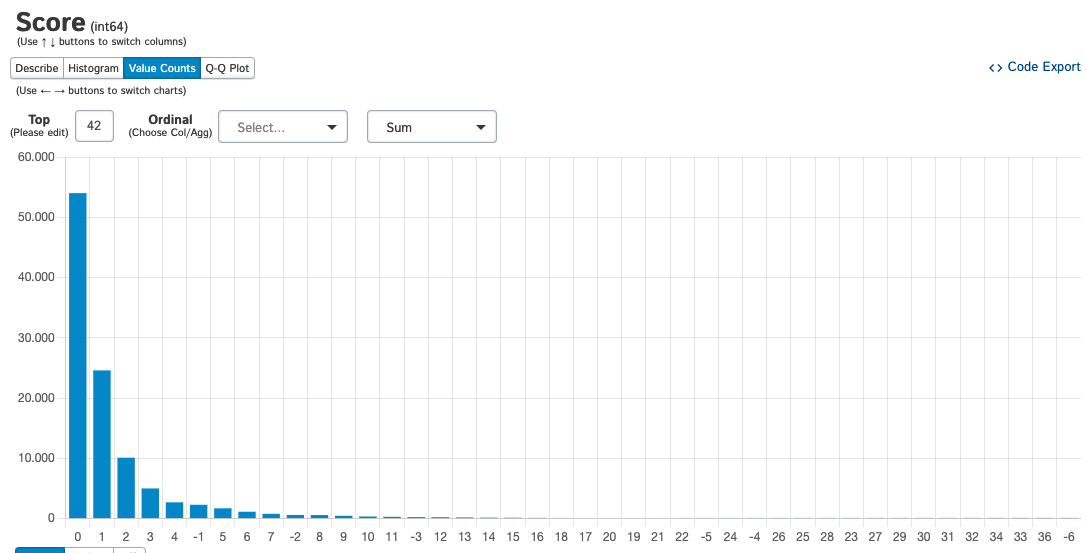 Score (int64)
(Use ↑ ↓ buttons to switch columns)
Describe Histogram Value Counts Q-Q Plot
<> Code Export
(Use ← → buttons to switch charts)
Top
(Please edit)
42
Ordinal
(Choose Col/Agg)
Select...
Sum
60.000
50.000
40.000
30.000
20.000
10.000
0
0 1 2 3 4 -1 5 6 7 -2 8 9 10 11 -3 12 13 14 15 16 18 17 20 19 21 22 -5 24 -4 26 25 28 23 27 29 30 31 32 34 33 36 -6